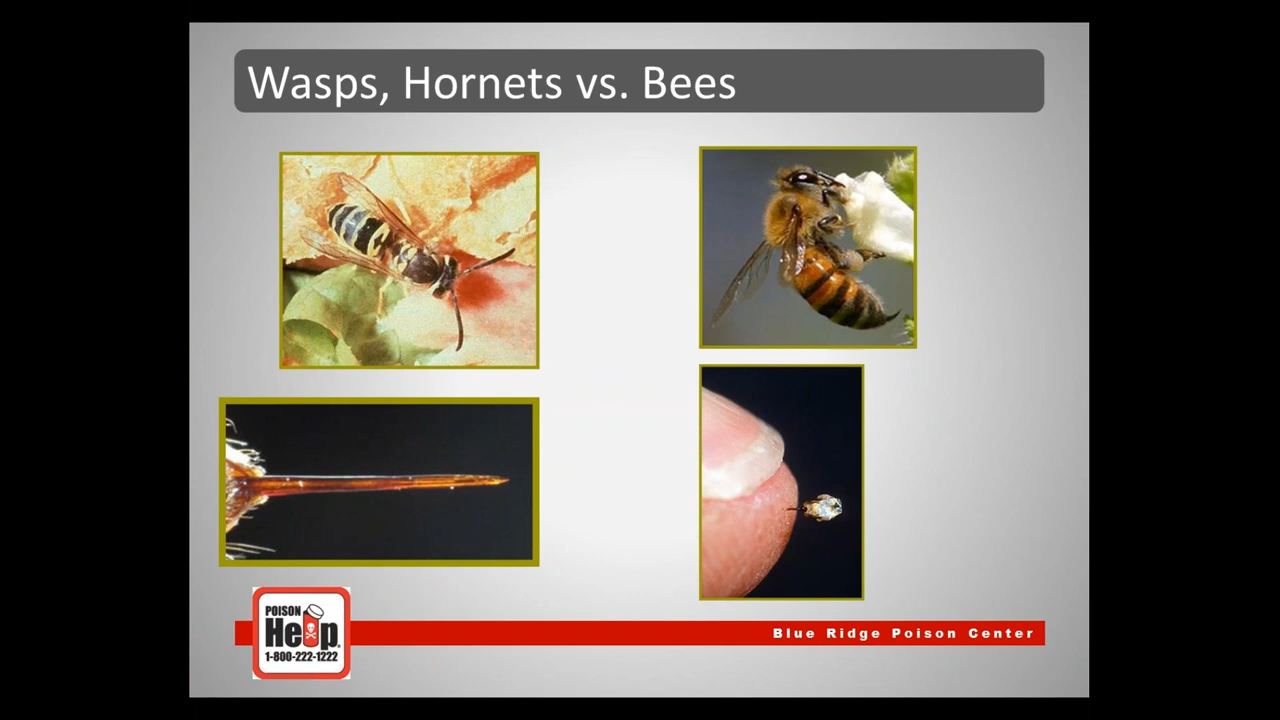 Wasps, Hornets vs. Bees
POISON
Help
1-800-222-1222
Blue Ridge Poison Center